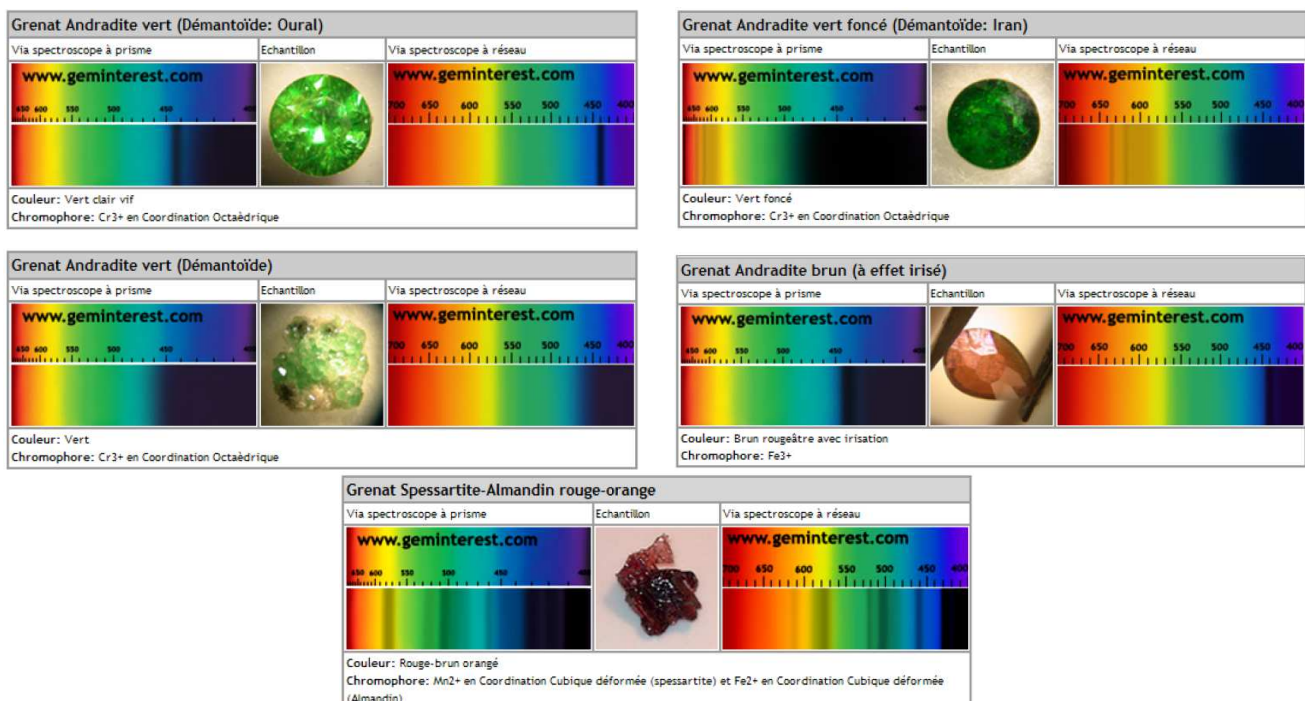 Grenat Andradite vert (Démantoïde: Oural)
Via spectroscope à prisme Echantillon Via spectroscope à réseau
www.geminterest.com www.geminterest.com
650 600 550 500 450 400 700 650 600 550 500 450 400
Couleur: Vert clair vif
Chromophore: Cr3+ en Coordination Octaèdrique
Grenat Andradite vert foncé (Démantoïde: Iran)
Via spectroscope à prisme Echantillon Via spectroscope à réseau
www.geminterest.com www.geminterest.com
650 600 550 500 450 400 700 650 600 550 500 450 400
Couleur: Vert foncé
Chromophore: Cr3+ en Coordination Octaèdrique
Grenat Andradite vert (Démantoïde)
Via spectroscope à prisme Echantillon Via spectroscope à réseau
www.geminterest.com www.geminterest.com
650 600 550 500 450 400 700 650 600 550 500 450 400
Couleur: Vert
Chromophore: Cr3+ en Coordination Octaèdrique
Grenat Andradite brun (à effet irisé)
Via spectroscope à prisme Echantillon Via spectroscope à réseau
www.geminterest.com www.geminterest.com
650 600 550 500 450 400 700 650 600 550 500 450 400
Couleur: Brun rougeâtre avec irisation
Chromophore: Fe3+
Grenat Spessartite-Almandin rouge-orange
Via spectroscope à prisme Echantillon Via spectroscope à réseau
www.geminterest.com www.geminterest.com
650 600 550 500 450 400 700 650 600 550 500 450 400
Couleur: Rouge-brun orangé
Chromophore: Mn2+ en Coordination Cubique déformée (spessartite) et Fe2+ en Coordination Cubique déformée
(Almandin)